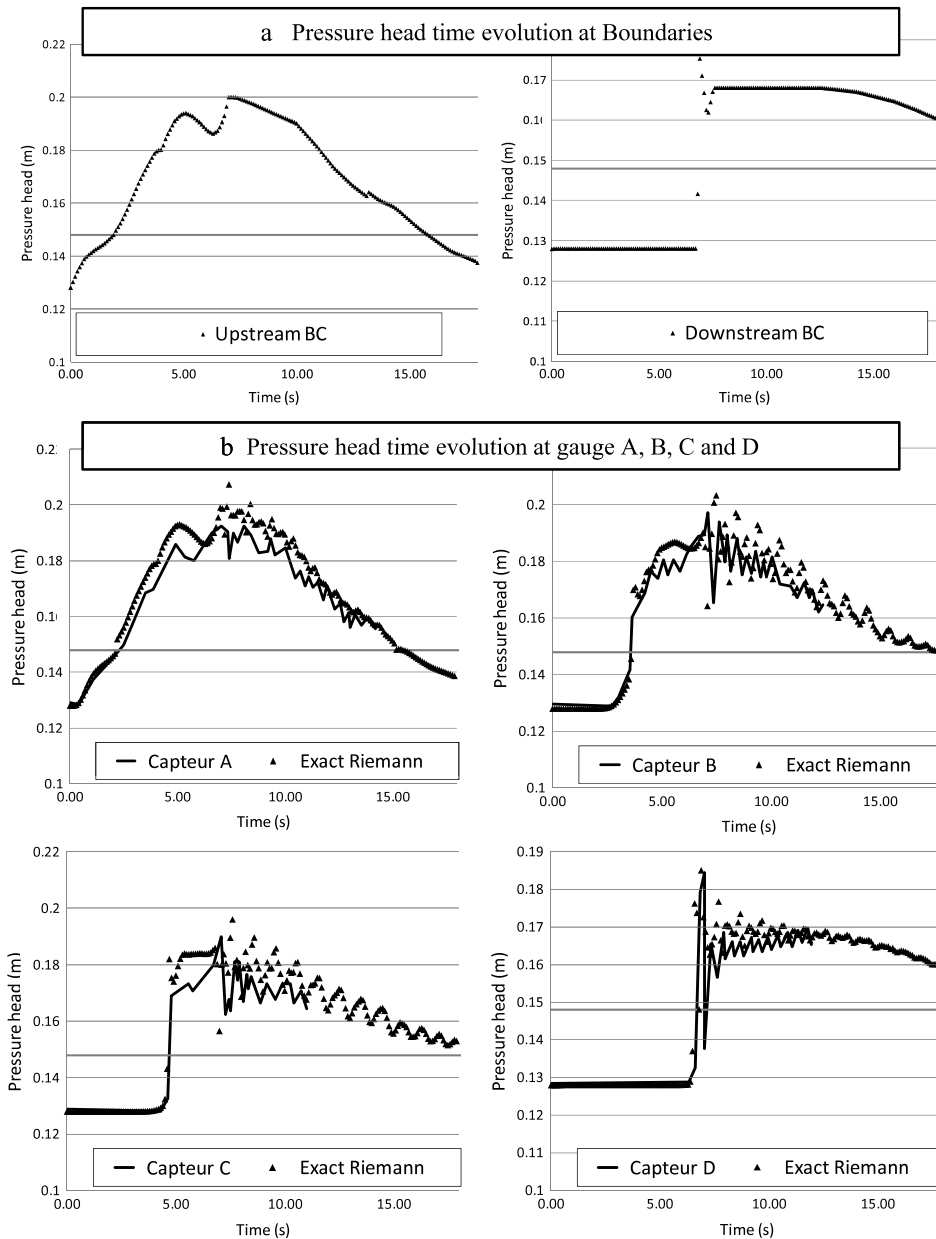 a Pressure head time evolution at Boundaries
0.22
0.2
0.18
0.16
0.14
0.12
0.1
Pressure head (m)
Upstream BC
0.00 5.00 10.00 15.00
Time (s)
0.17
0.15
0.14
0.13
0.12
0.11
0.1
Pressure head (m)
Downstream BC
0.00 5.00 10.00 15.00
Time (s)
b Pressure head time evolution at gauge A, B, C and D
0.2
0.18
0.16
0.14
0.12
0.1
Pressure head (m)
Capteur A Exact Riemann
0.00 5.00 10.00 15.00
Time (s)
0.2
0.18
0.16
0.14
0.12
0.1
Pressure head (m)
Capteur B Exact Riemann
0.00 5.00 10.00 15.00
Time (s)
0.22
0.2
0.18
0.16
0.14
0.12
0.1
Pressure head (m)
Capteur C Exact Riemann
0.00 5.00 10.00 15.00
Time (s)
0.19
0.18
0.17
0.16
0.15
0.14
0.13
0.12
0.11
0.1
Pressure head (m)
Capteur D Exact Riemann
0.00 5.00 10.00 15.00
Time (s)